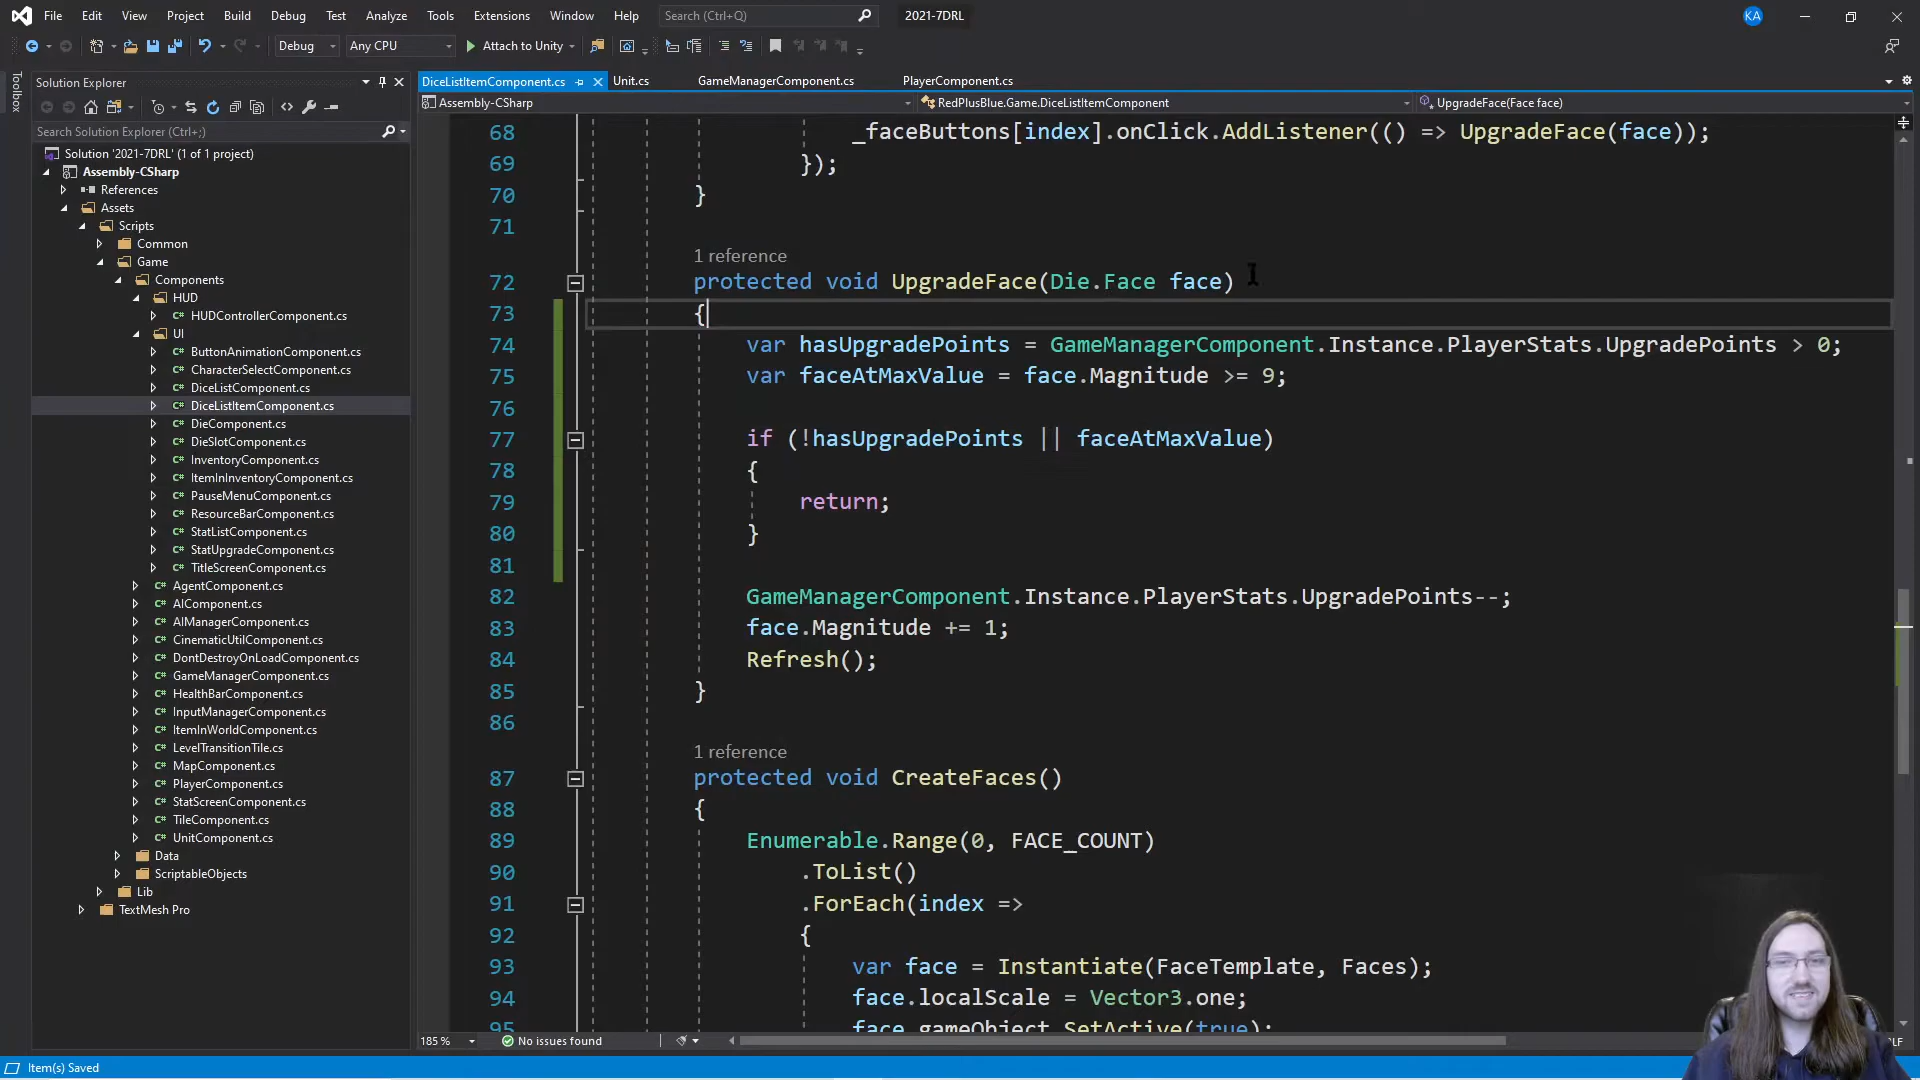 File Edit View Project Build Debug Test Analyze Tools Extensions Window Help Search (Ctrl+Q) 2021-7DRL KA
Debug Any CPU Attach to Unity
Toolbox
Solution Explorer
Search Solution Explorer (Ctrl+;)
Solution '2021-7DRL' (1 of 1 project)
Assembly-CSharp
References
Assets
Scripts
Common
Game
Components
HUD
HUDControllerComponent.cs
UI
ButtonAnimationComponent.cs
CharacterSelectComponent.cs
DiceListComponent.cs
DiceListItemComponent.cs
DieComponent.cs
DieSlotComponent.cs
InventoryComponent.cs
ItemInInventoryComponent.cs
PauseMenuComponent.cs
ResourceBarComponent.cs
StatListComponent.cs
StatUpgradeComponent.cs
TitleScreenComponent.cs
AgentComponent.cs
AIComponent.cs
AIManagerComponent.cs
CinematicUtilComponent.cs
DontDestroyOnLoadComponent.cs
GameManagerComponent.cs
HealthBarComponent.cs
InputManagerComponent.cs
ItemInWorldComponent.cs
LevelTransitionTile.cs
MapComponent.cs
PlayerComponent.cs
StatScreenComponent.cs
TileComponent.cs
UnitComponent.cs
Data
ScriptableObjects
Lib
TextMesh Pro
DiceListItemComponent.cs Unit.cs GameManagerComponent.cs PlayerComponent.cs
Assembly-CSharp RedPlusBlue.Game.DiceListItemComponent UpgradeFace(Face face)
68 _faceButtons[index].onClick.AddListener(() => UpgradeFace(face));
69 });
70 }
71
1 reference
72 protected void UpgradeFace(Die.Face face)
73 {
74 var hasUpgradePoints = GameManagerComponent.Instance.PlayerStats.UpgradePoints > 0;
75 var faceAtMaxValue = face.Magnitude >= 9;
76
77 if (!hasUpgradePoints || faceAtMaxValue)
78 {
79 return;
80 }
81
82 GameManagerComponent.Instance.PlayerStats.UpgradePoints--;
83 face.Magnitude += 1;
84 Refresh();
85 }
86
1 reference
87 protected void CreateFaces()
88 {
89 Enumerable.Range(0, FACE_COUNT)
90 .ToList()
91 .ForEach(index =>
92 {
93 var face = Instantiate(FaceTemplate, Faces);
94 face.localScale = Vector3.one;
95 face.gameObject.SetActive(true);
185 % No issues found
Item(s) Saved